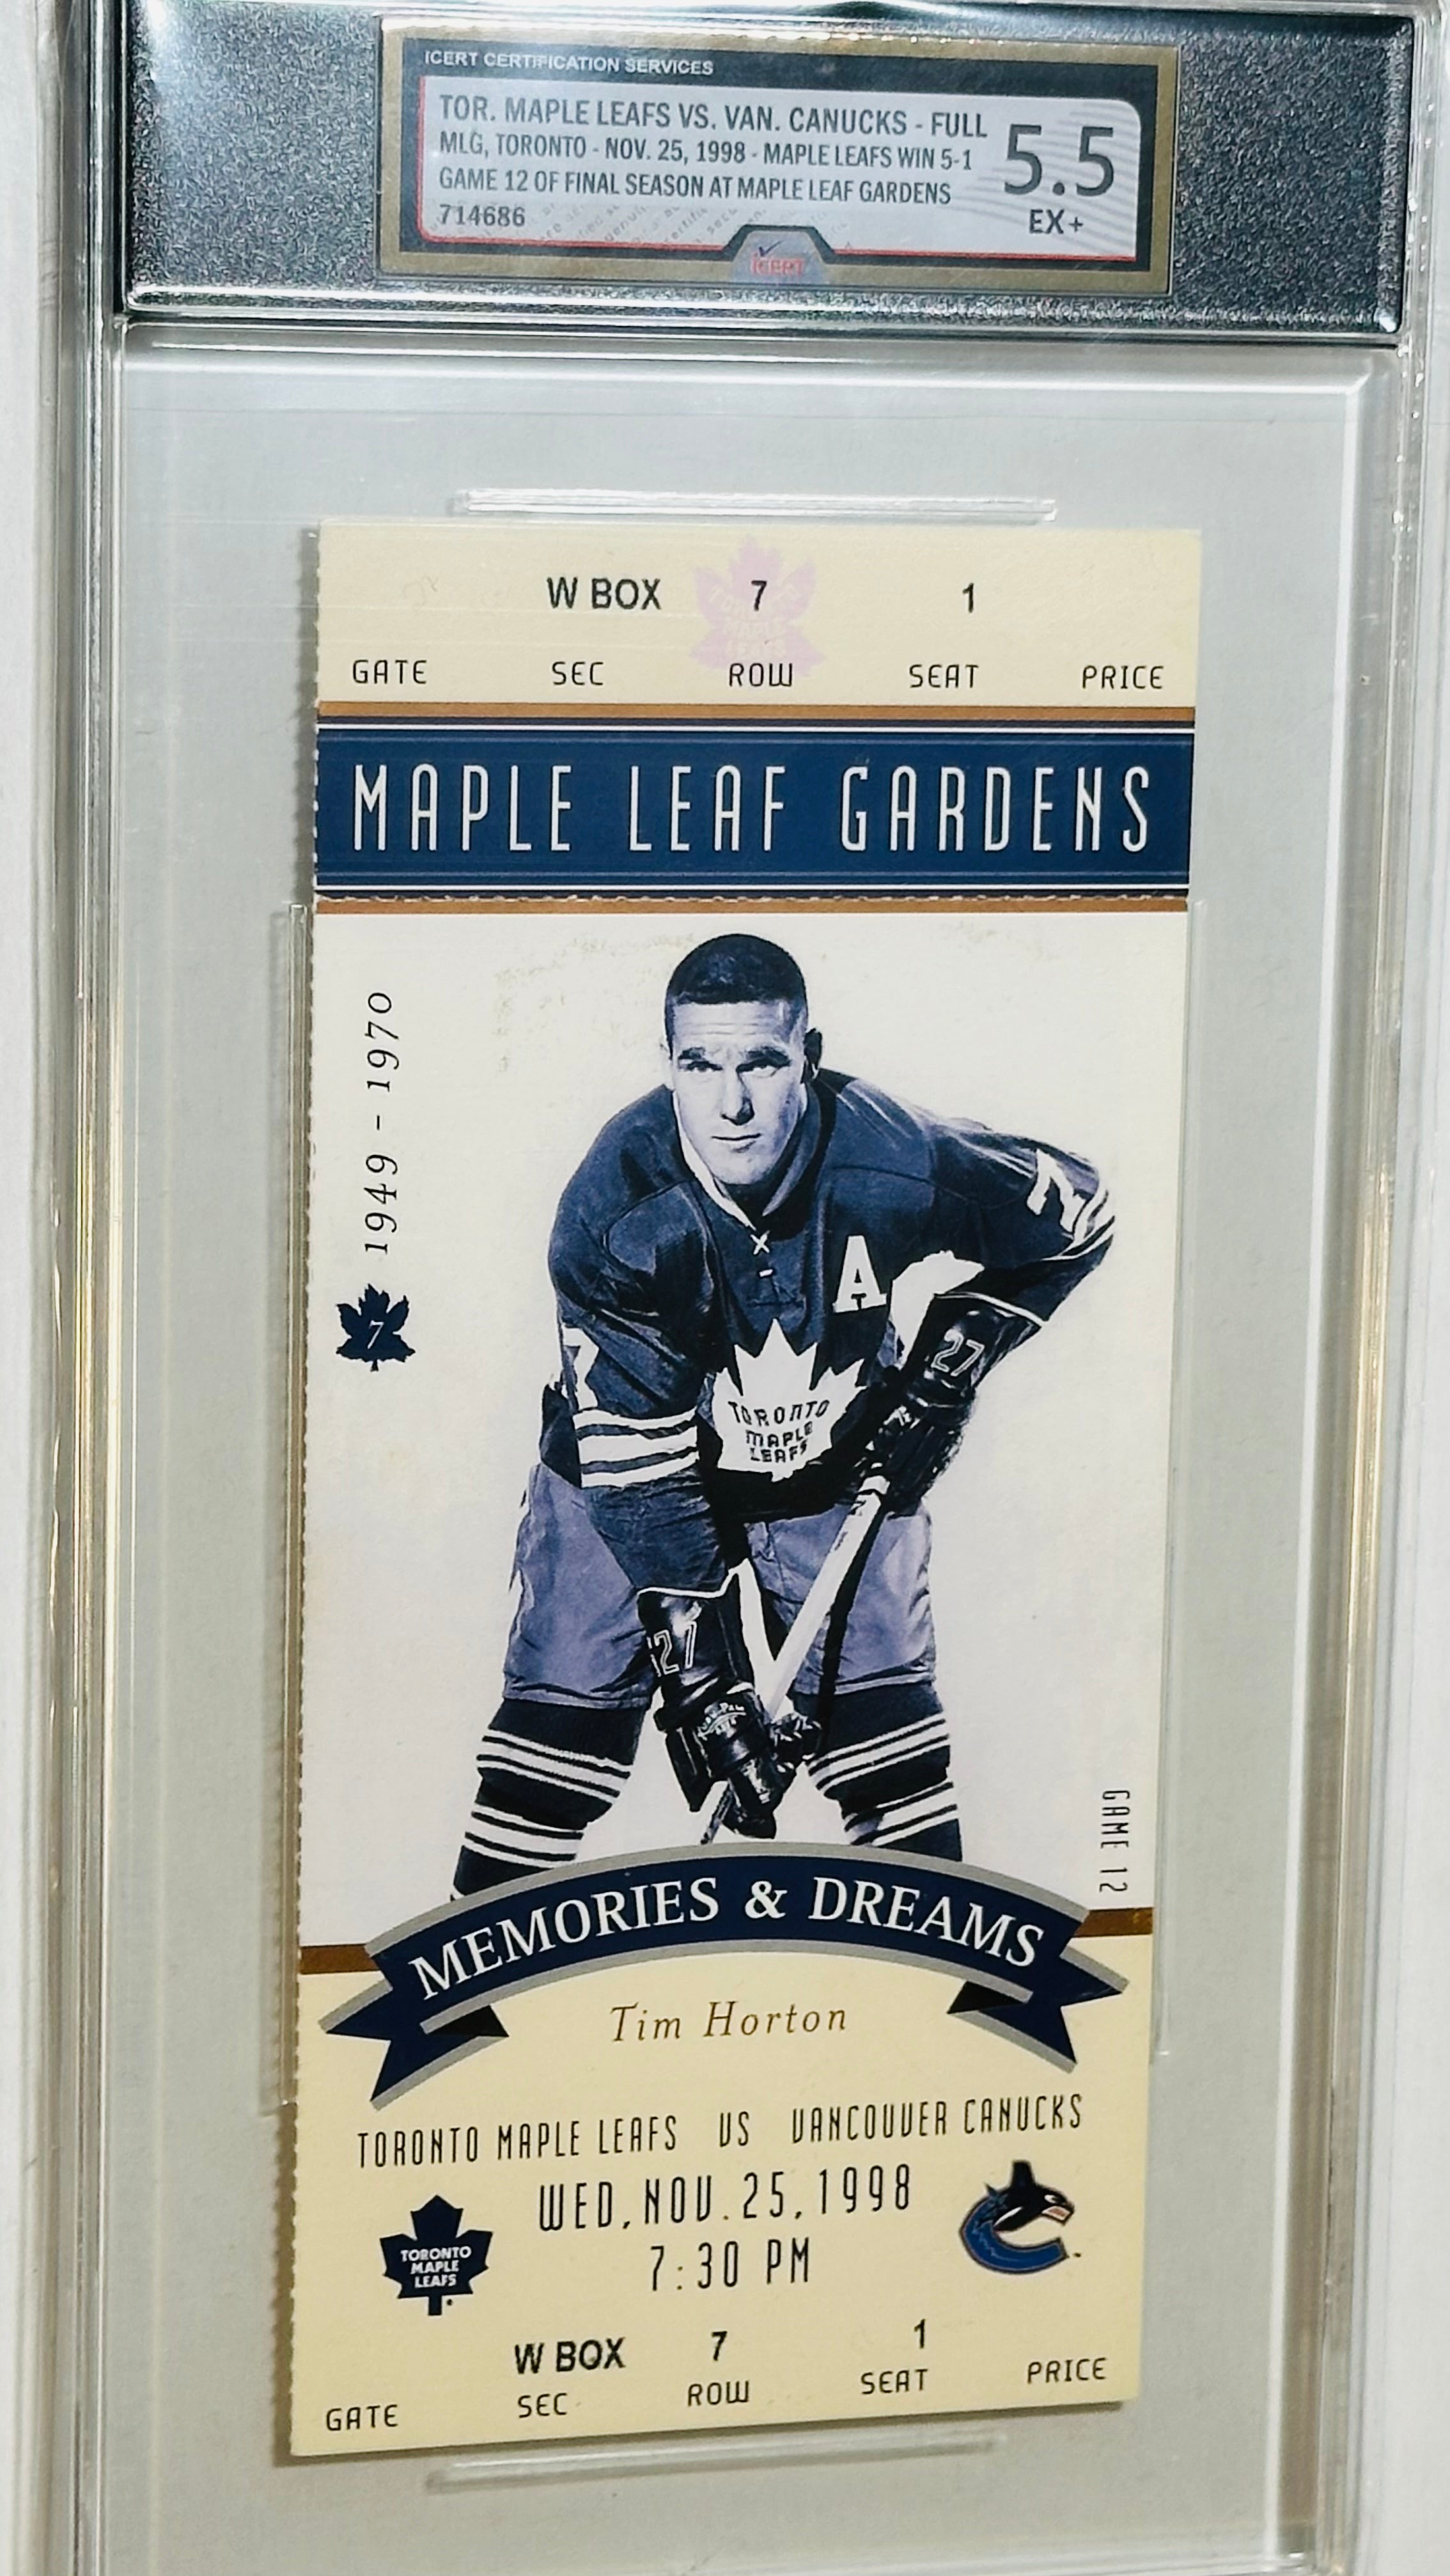 ICERT CERTIFICATION SERVICES
TOR. MAPLE LEAFS VS. VAN. CANUCKS - FULL
MLG, TORONTO - NOV. 25, 1998 - MAPLE LEAFS WIN 5-1
GAME 12 OF FINAL SEASON AT MAPLE LEAF GARDENS
714686
5.5
EX+
ICERT
W BOX 7 1
GATE SEC ROW SEAT PRICE
MAPLE LEAF GARDENS
1949 - 1970
7
A
7
27
TORONTO
MAPLE
LEAFS
27
GAME 12
MEMORIES & DREAMS
Tim Horton
TORONTO MAPLE LEAFS VS VANCOUVER CANUCKS
WED, NOV. 25, 1998
7:30 PM
TORONTO
MAPLE
LEAFS
W BOX 7 1
GATE SEC ROW SEAT PRICE